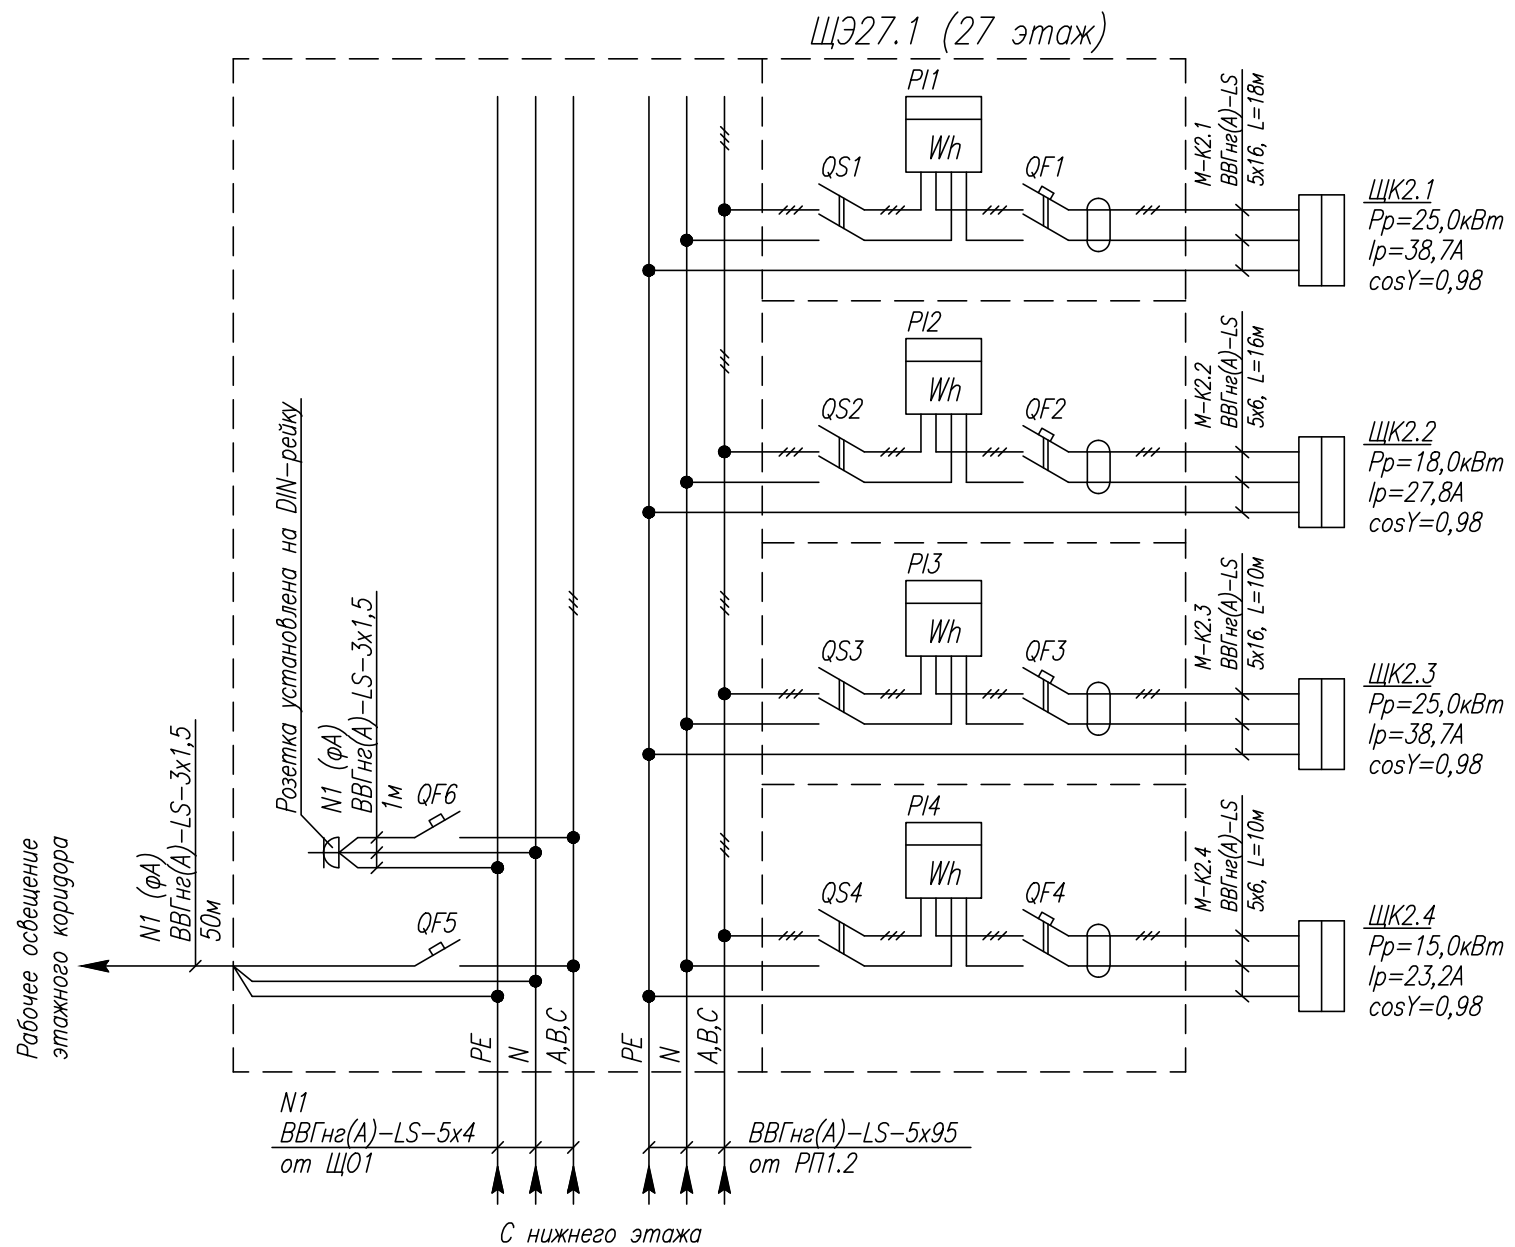 ЩЭ27.1 (27 этаж)
PI1
Wh
QS1
QF1
М-К2.1
ВВГнг(А)-LS
5х16, L=18м
ЩК2.1
Рр=25,0кВт
Iр=38,7А
cosY=0,98
PI2
Wh
QS2
QF2
М-К2.2
ВВГнг(А)-LS
5х6, L=16м
ЩК2.2
Рр=18,0кВт
Iр=27,8А
cosY=0,98
PI3
Wh
QS3
QF3
М-К2.3
ВВГнг(А)-LS
5х16, L=10м
ЩК2.3
Рр=25,0кВт
Iр=38,7А
cosY=0,98
PI4
Wh
QS4
QF4
М-К2.4
ВВГнг(А)-LS
5х6, L=10м
ЩК2.4
Рр=15,0кВт
Iр=23,2А
cosY=0,98
Розетка установлена на DIN-рейку
N1 (фА)
ВВГнг(А)-LS-3х1,5
1м
QF6
Рабочее освещение
этажного коридора
N1 (фА)
ВВГнг(А)-LS-3х1,5
50м
QF5
PE
N
A,B,C
PE
N
A,B,C
N1
ВВГнг(А)-LS-5х4
от ЩО1
ВВГнг(А)-LS-5х95
от РП1.2
С нижнего этажа